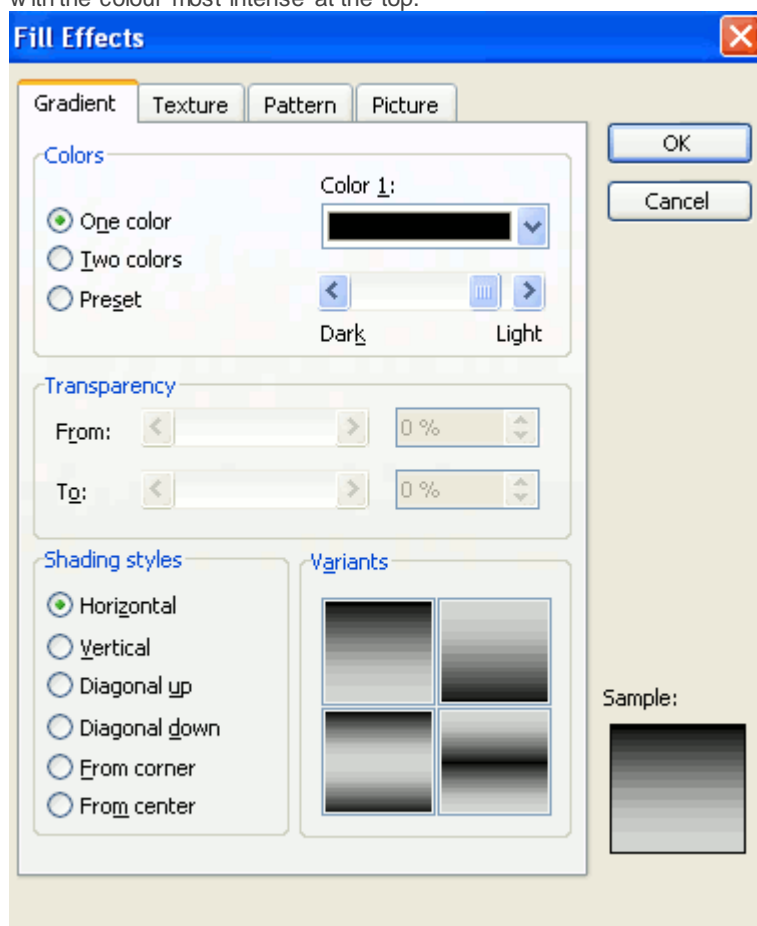 with the colour most intense at the top.
Fill Effects
Gradient Texture Pattern Picture
OK
Cancel
Colors
One color
Two colors
Preset
Color 1:
Dark Light
Transparency
From: 0 %
To: 0 %
Shading styles
Horizontal
Vertical
Diagonal up
Diagonal down
From corner
From center
Variants
Sample: